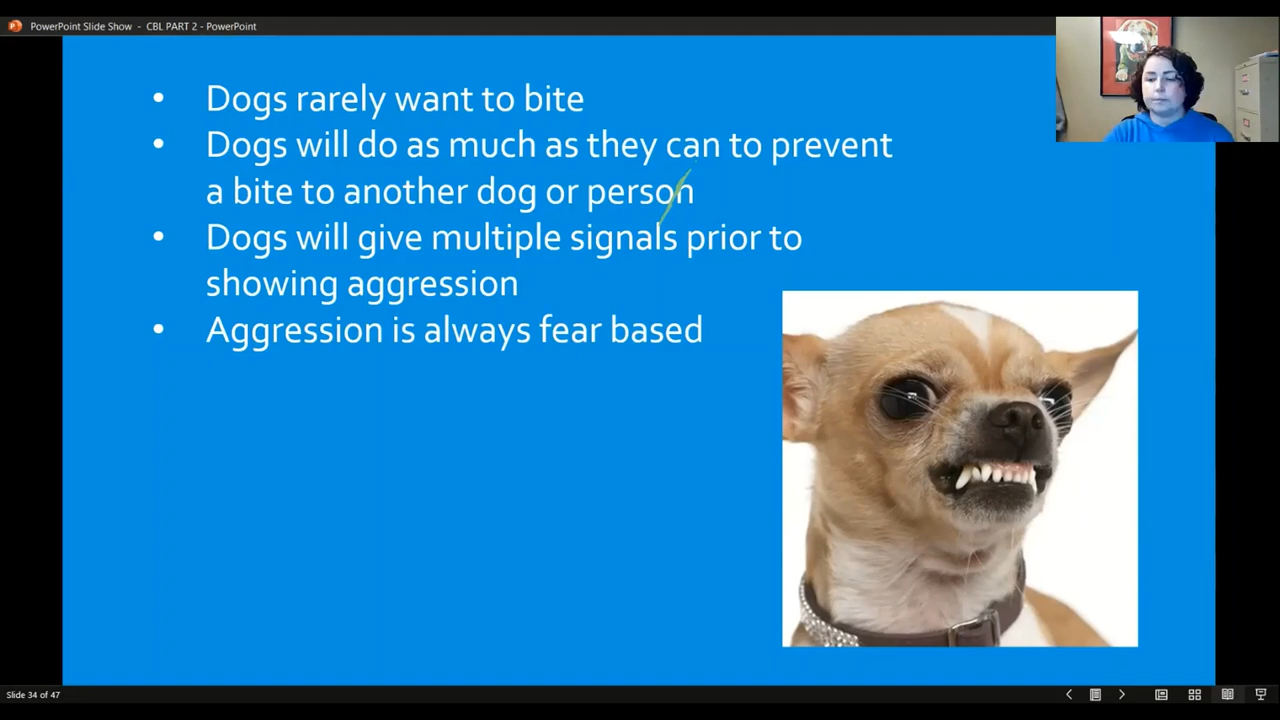 PowerPoint Slide Show - CBL PART 2 - PowerPoint
• Dogs rarely want to bite
• Dogs will do as much as they can to prevent
a bite to another dog or person
• Dogs will give multiple signals prior to
showing aggression
• Aggression is always fear based
Slide 34 of 47